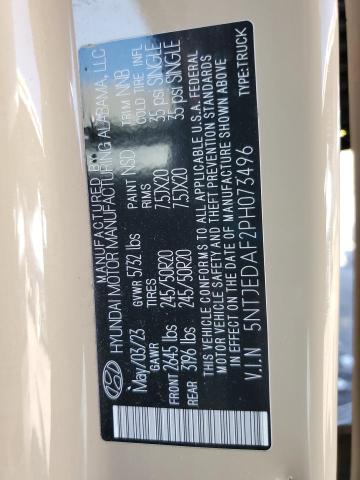 MANUFACTURED BY
HYUNDAI MOTOR MANUFACTURING ALABAMA, LLC
May/03/23 GVWR 5732 lbs PAINT NSD TRIM NNB
GAWR TIRES RIMS COLD TIRE INFL
FRONT 2645 lbs 245/50R20 7.5JX20 35 psi SINGLE
REAR 3196 lbs 245/50R20 7.5JX20 35 psi SINGLE
THIS VEHICLE CONFORMS TO ALL APPLICABLE U.S.A. FEDERAL
MOTOR VEHICLE SAFETY AND THEFT PREVENTION STANDARDS
IN EFFECT ON THE DATE OF MANUFACTURE SHOWN ABOVE
V.I.N 5NTJEDAF2PH073496 TYPE:TRUCK